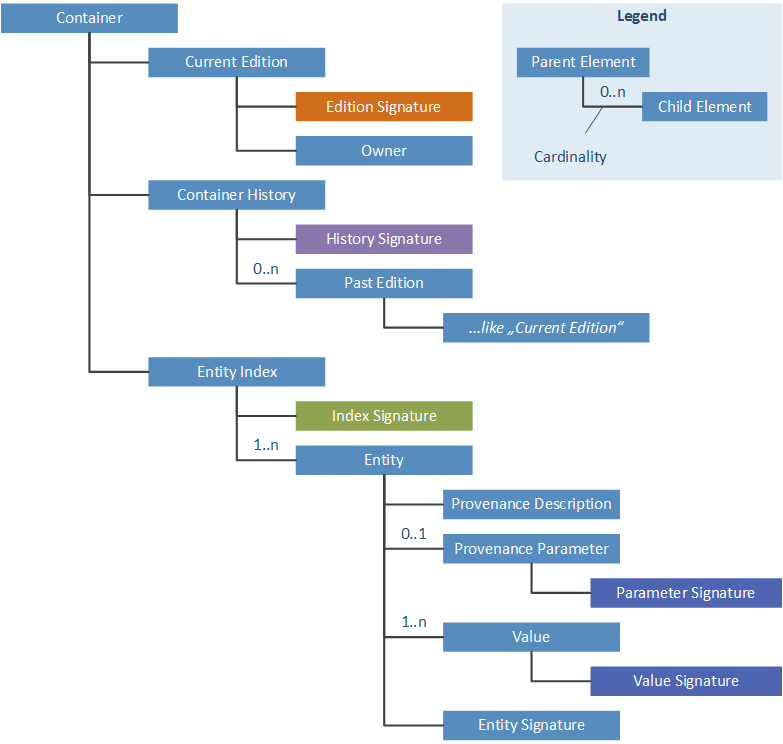 Container
Legend
Current Edition
Parent Element
0..n
Edition Signature
Child Element
Owner
Cardinality
Container History
History Signature
0..n
Past Edition
...like „Current Edition“
Entity Index
Index Signature
1..n
Entity
Provenance Description
0..1
Provenance Parameter
Parameter Signature
1..n
Value
Value Signature
Entity Signature